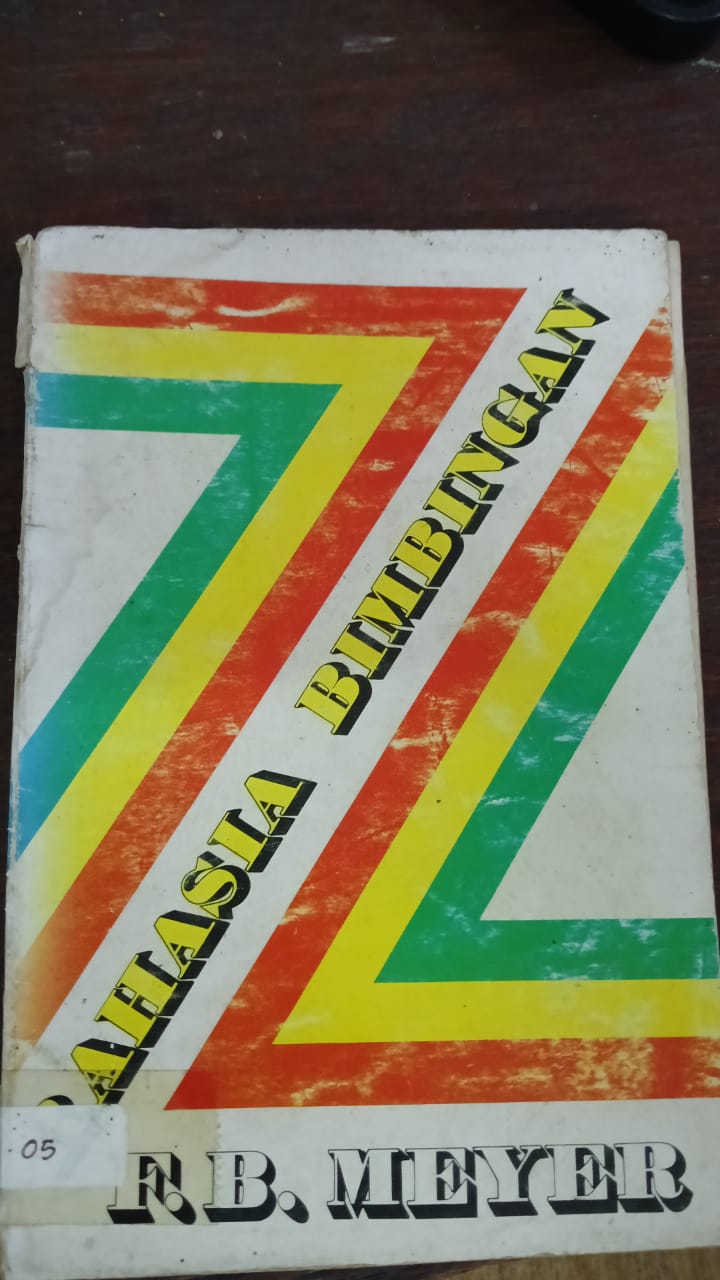 RAHASIA BIMBINGAN
05
F. B. MEYER